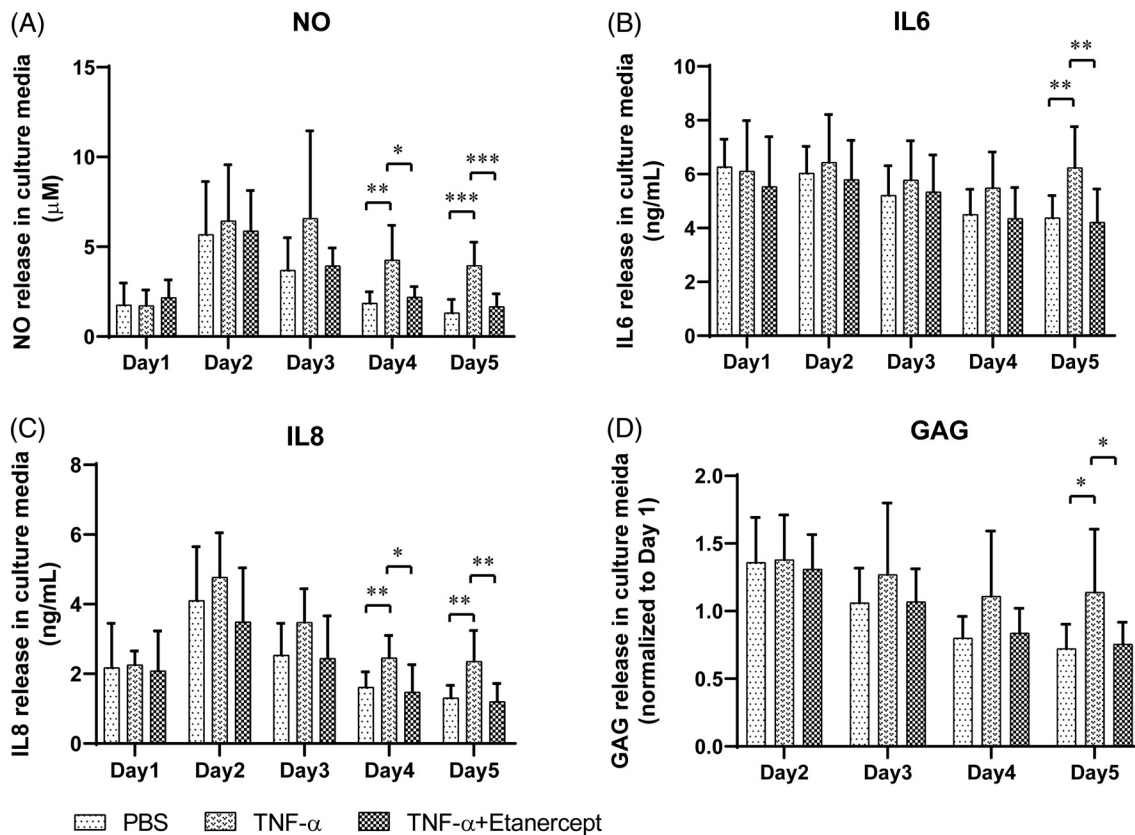 (A)
NO
NO release in culture media
(μM)
15
10
5
0
**
*
***
***
Day1 Day2 Day3 Day4 Day5
(B)
IL6
IL6 release in culture media
(ng/mL)
10
8
6
4
2
0
**
**
Day1 Day2 Day3 Day4 Day5
(C)
IL8
IL8 release in culture media
(ng/mL)
8
6
4
2
0
**
*
**
**
Day1 Day2 Day3 Day4 Day5
(D)
GAG
GAG release in culture meida
(normalized to Day 1)
2.0
1.5
1.0
0.5
0.0
*
*
Day2 Day3 Day4 Day5
PBS TNF-α TNF-α+Etanercept